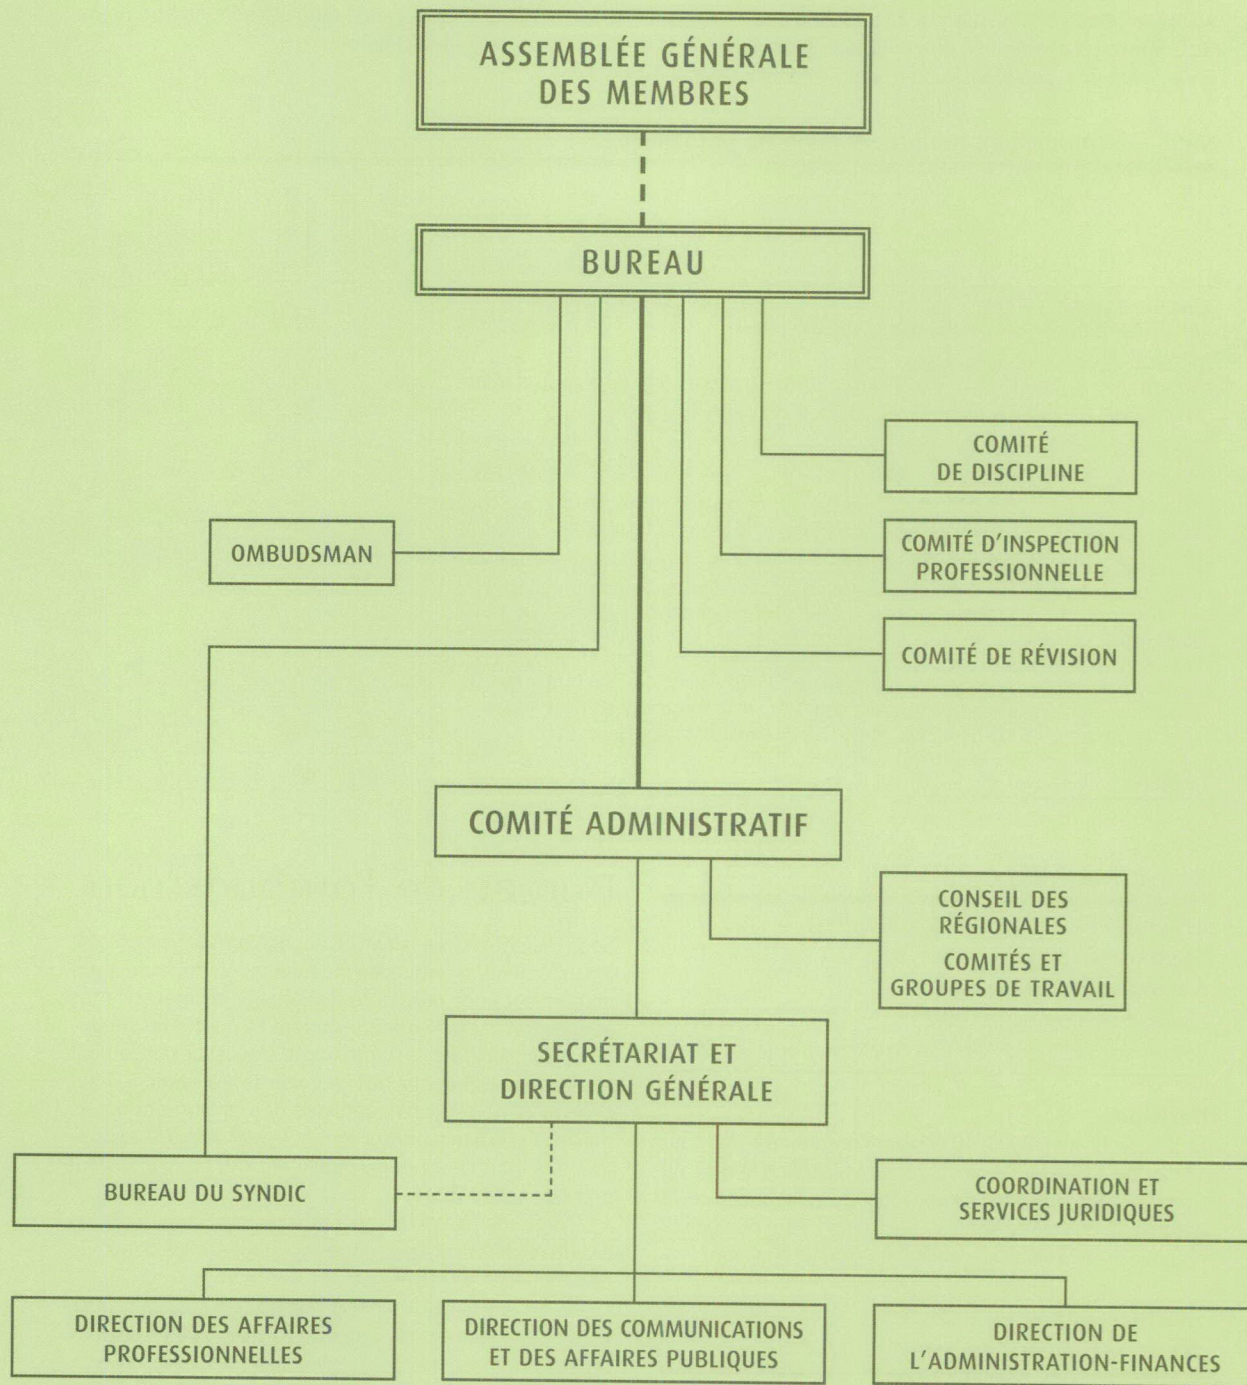 ASSEMBLÉE GÉNÉRALE
DES MEMBRES
BUREAU
COMITÉ
DE DISCIPLINE
OMBUDSMAN
COMITÉ D'INSPECTION
PROFESSIONNELLE
COMITÉ DE RÉVISION
COMITÉ ADMINISTRATIF
CONSEIL DES
RÉGIONALES
COMITÉS ET
GROUPES DE TRAVAIL
SECRÉTARIAT ET
DIRECTION GÉNÉRALE
BUREAU DU SYNDIC
COORDINATION ET
SERVICES JURIDIQUES
DIRECTION DES AFFAIRES
PROFESSIONNELLES
DIRECTION DES COMMUNICATIONS
ET DES AFFAIRES PUBLIQUES
DIRECTION DE
L'ADMINISTRATION-FINANCES